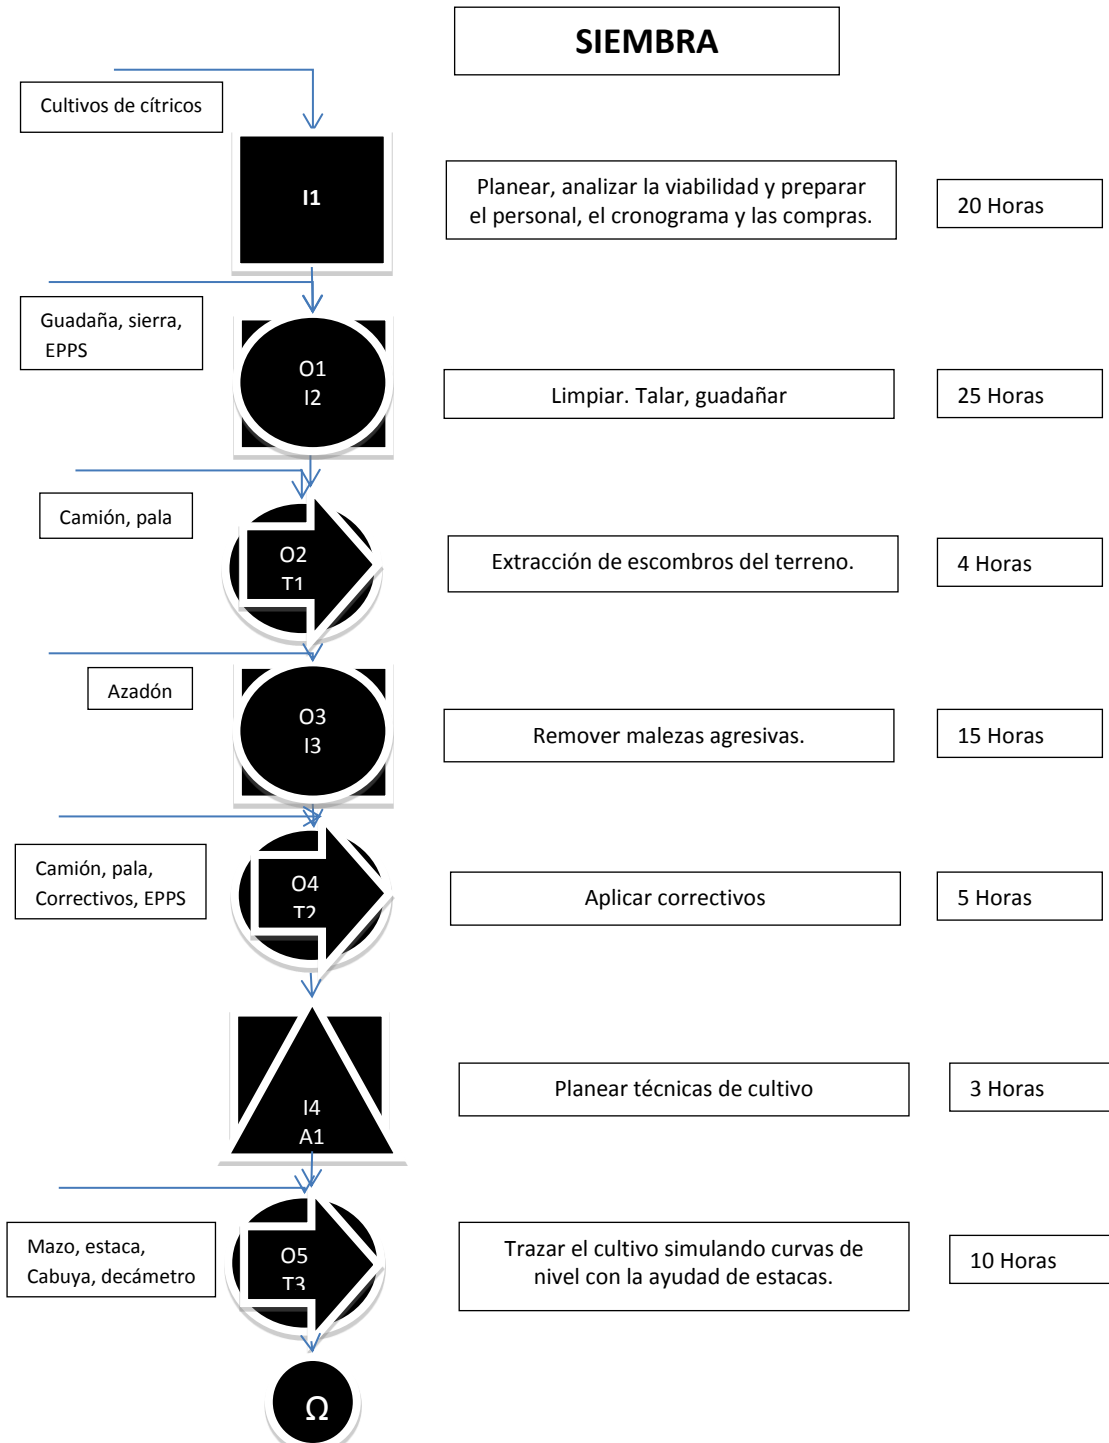 SIEMBRA
Cultivos de cítricos
I1
Planear, analizar la viabilidad y preparar
el personal, el cronograma y las compras.
20 Horas
Guadaña, sierra,
EPPS
O1
I2
Limpiar. Talar, guadañar
25 Horas
Camión, pala
O2
T1
Extracción de escombros del terreno.
4 Horas
Azadón
O3
I3
Remover malezas agresivas.
15 Horas
Camión, pala,
Correctivos, EPPS
O4
T2
Aplicar correctivos
5 Horas
I4
A1
Planear técnicas de cultivo
3 Horas
Mazo, estaca,
Cabuya, decámetro
O5
T3
Trazar el cultivo simulando curvas de
nivel con la ayudad de estacas.
10 Horas
Ω